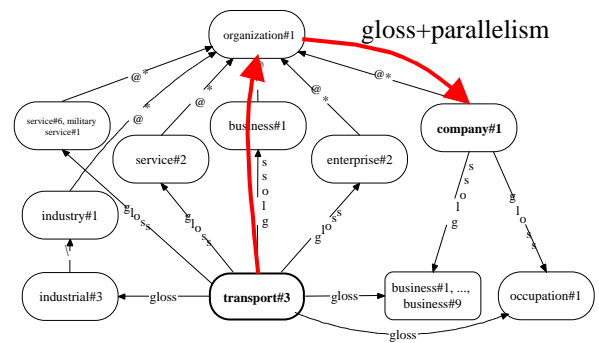 gloss+parallelism
organization#1
@
*
@
*
@
*
@
@
*
@
*
@
*
service#6, military
service#1
business#1
company#1
service#2
enterprise#2
industry#1
gloss
gloss
gloss
gloss
gloss
gloss
\
industrial#3
gloss
transport#3
gloss
business#1, ...,
business#9
occupation#1
gloss